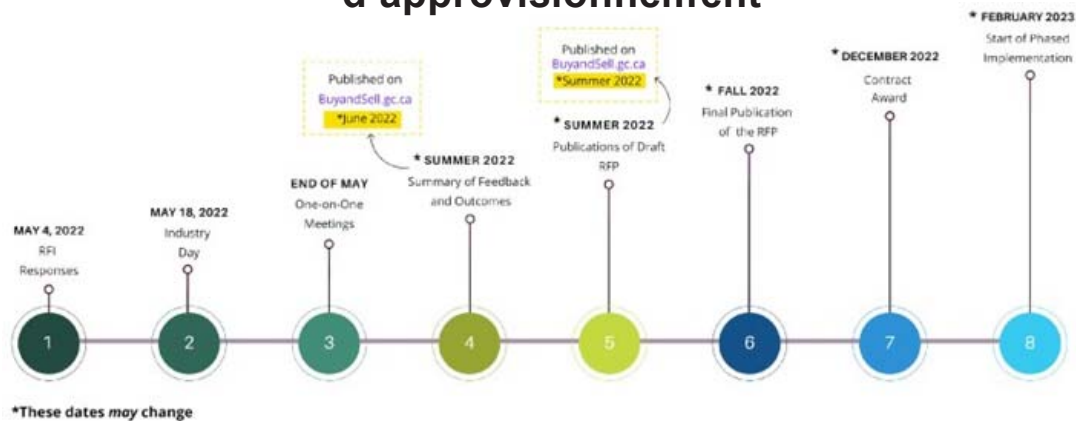 d'approvisionnement
MAY 4, 2022
RFI
Responses
MAY 18, 2022
Industry
Day
END OF MAY
One-on-One
Meetings
Published on
BuyandSell.gc.ca
*June 2022
* SUMMER 2022
Summary of Feedback
and Outcomes
Published on
BuyandSell.gc.ca
*Summer 2022
* SUMMER 2022
Publications of Draft
RFP
* FALL 2022
Final Publication
of the RFP
* DECEMBER 2022
Contract
Award
* FEBRUARY 2023
Start of Phased
Implementation
1
2
3
4
5
6
7
8
*These dates may change